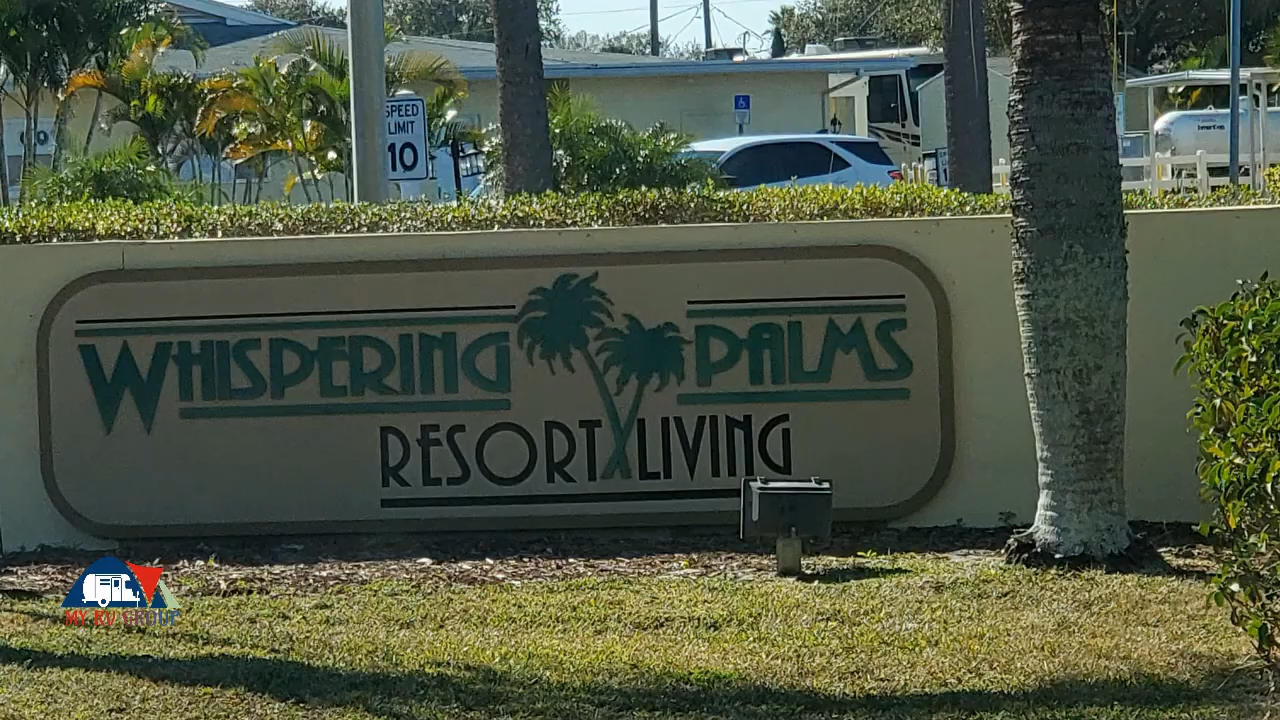 SPEED
LIMIT
10
WHISPERING PALMS
RESORT LIVING
MY RV GROUP